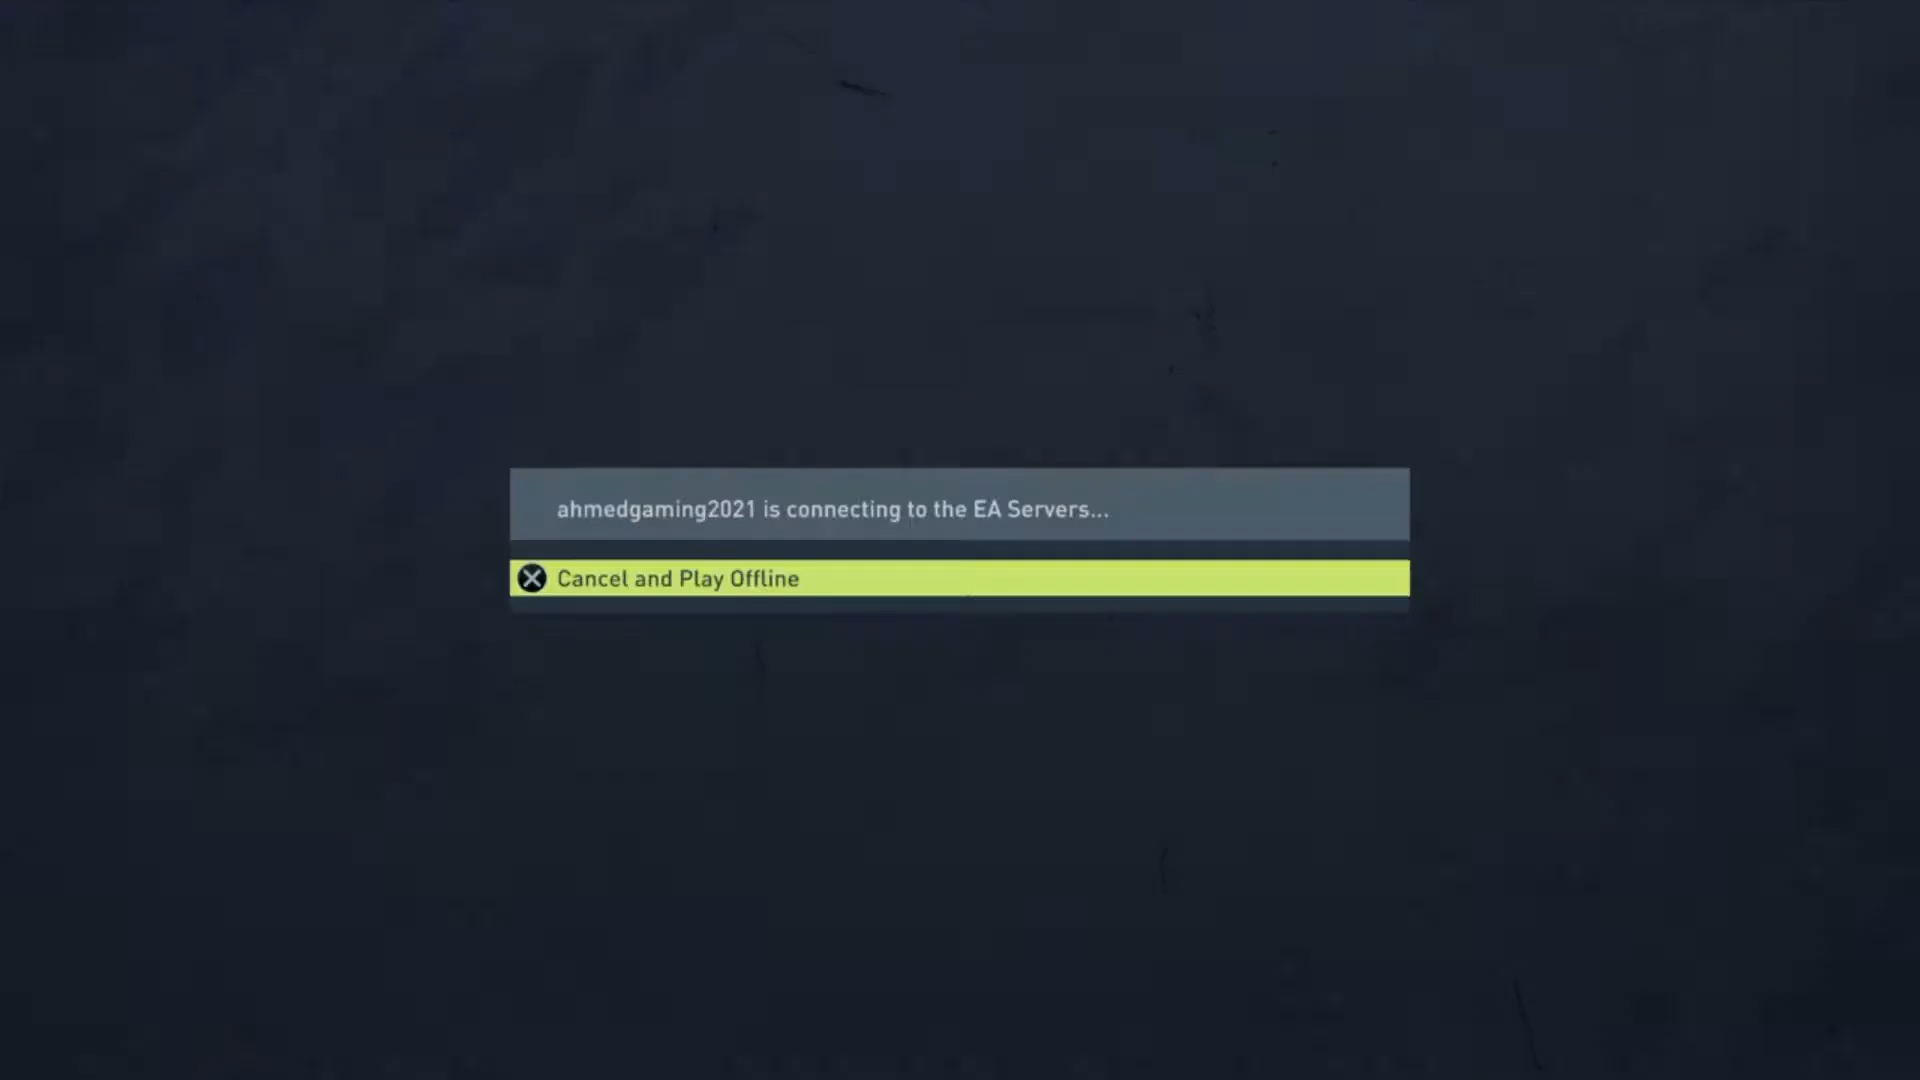 ahmedgaming2021 is connecting to the EA Servers...
Cancel and Play Offline